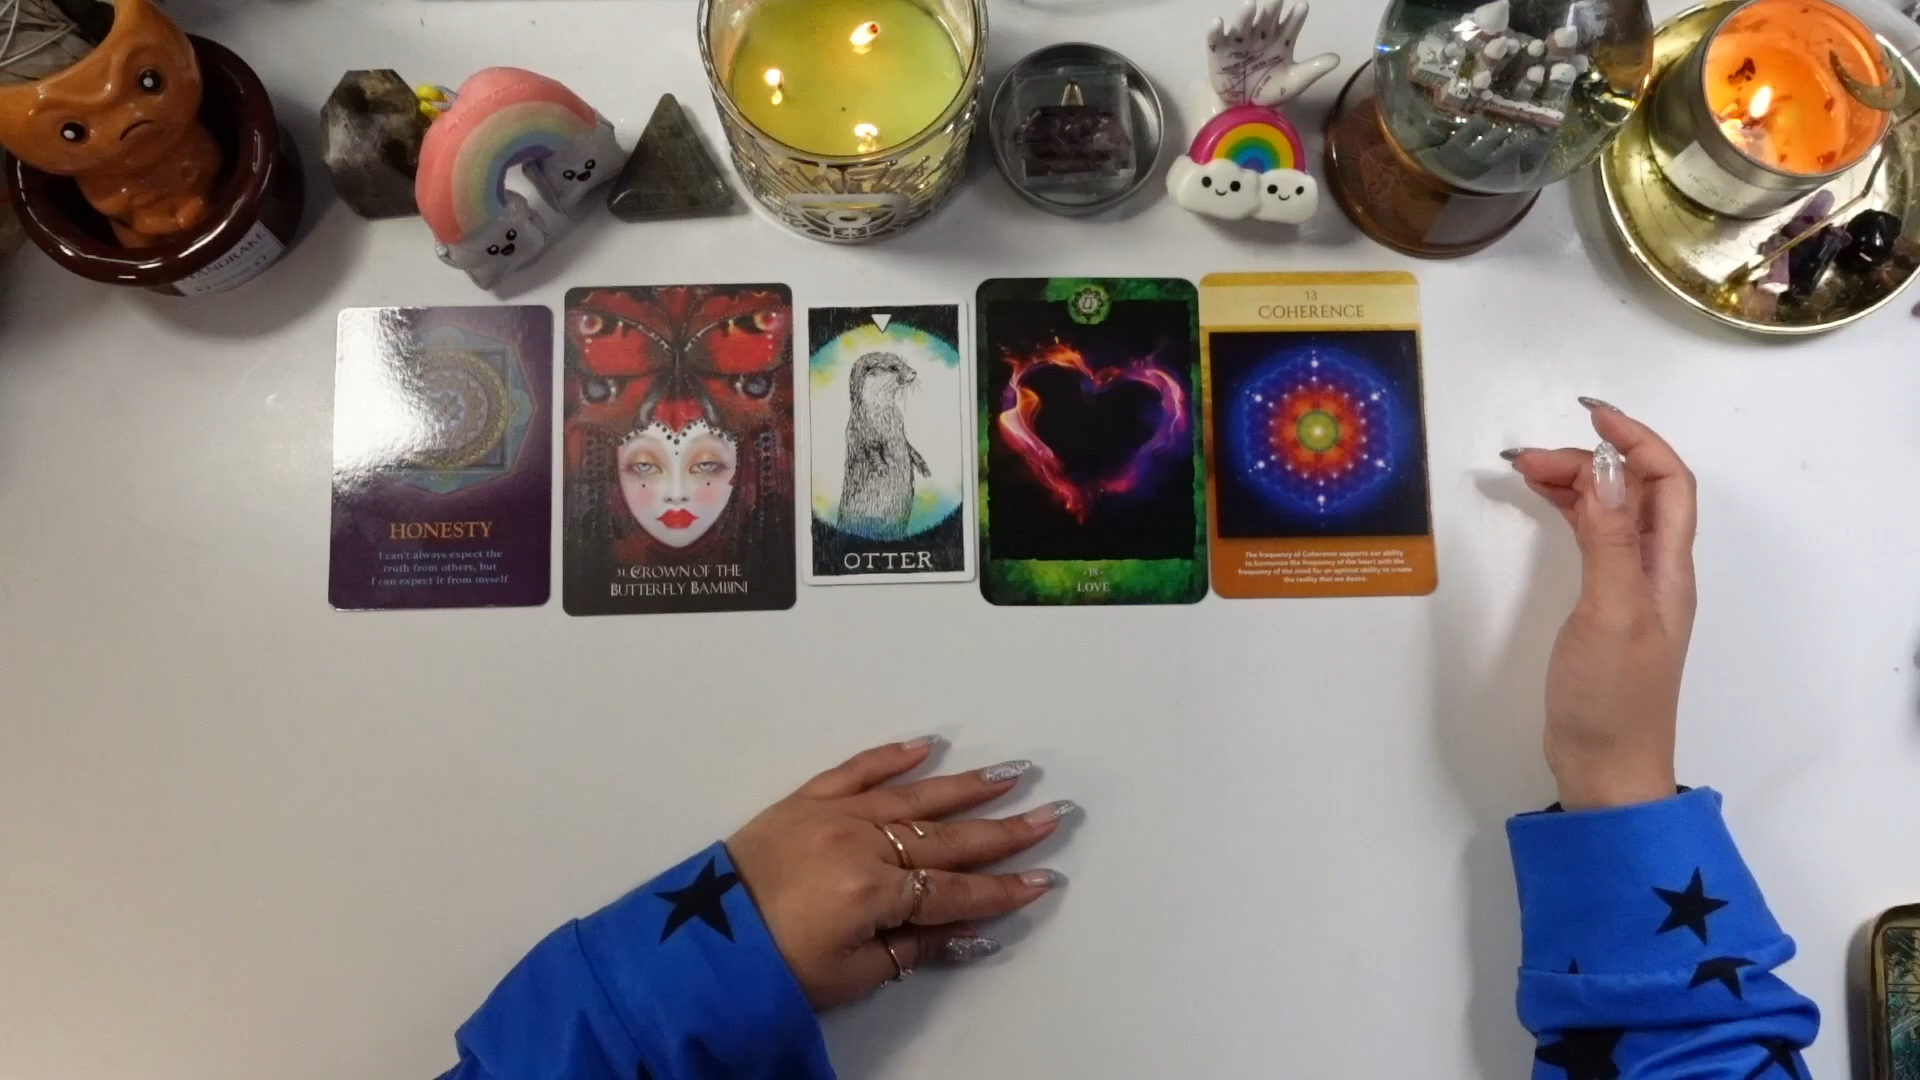 MANDRAKE
HONESTY
I can't always expect the
truth from others, but
I can expect it from myself
31. CROWN OF THE
BUTTERFLY BAMBINI
OTTER
·18·
LOVE
13
COHERENCE
The frequency of Coherence supports our ability
to harmonize the frequency of the heart with the
frequency of the mind for an optimal ability to create
the reality that we desire.